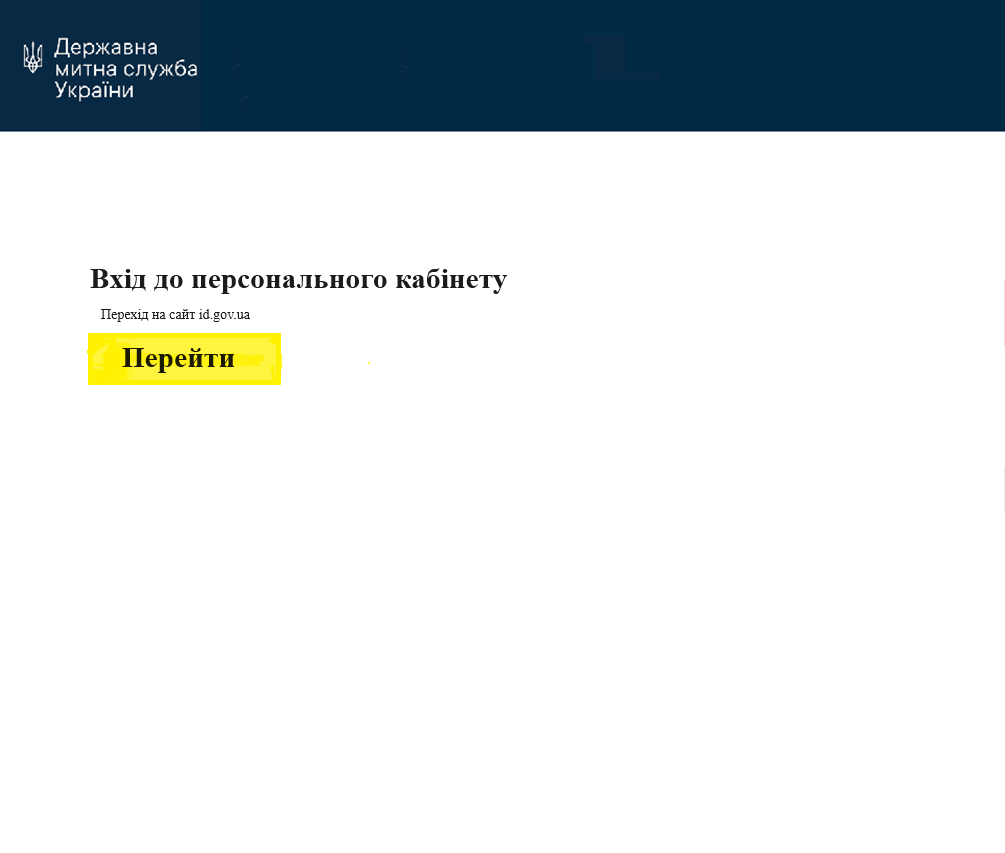 Державна
митна служба
України
Вхід до персонального кабінету
Перехід на сайт id.gov.ua
Перейти